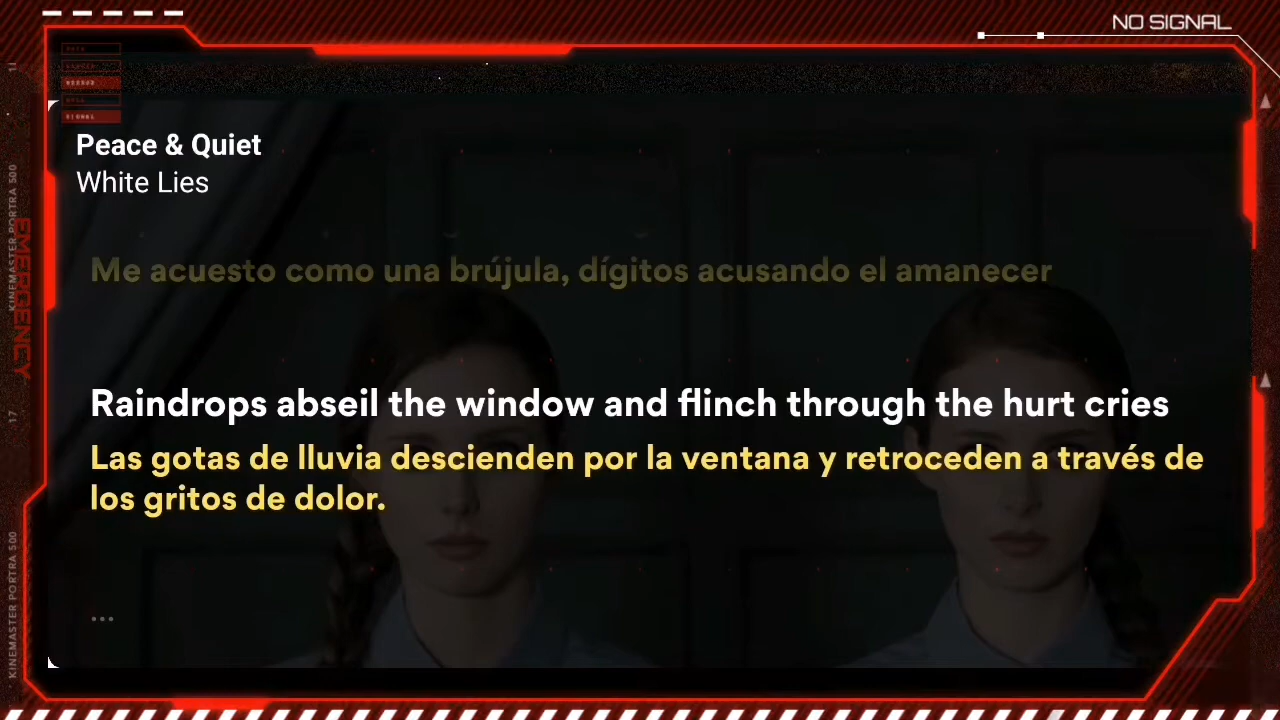 NO SIGNAL
SIGNAL
Peace & Quiet
White Lies
Me acuesto como una brújula, dígitos acusando el amanecer
Raindrops abseil the window and flinch through the hurt cries
Las gotas de lluvia descienden por la ventana y retroceden a través de
los gritos de dolor.
...
KINEMASTER PORTRA 500
EMERGENCY
17
KINEMASTER PORTRA 500